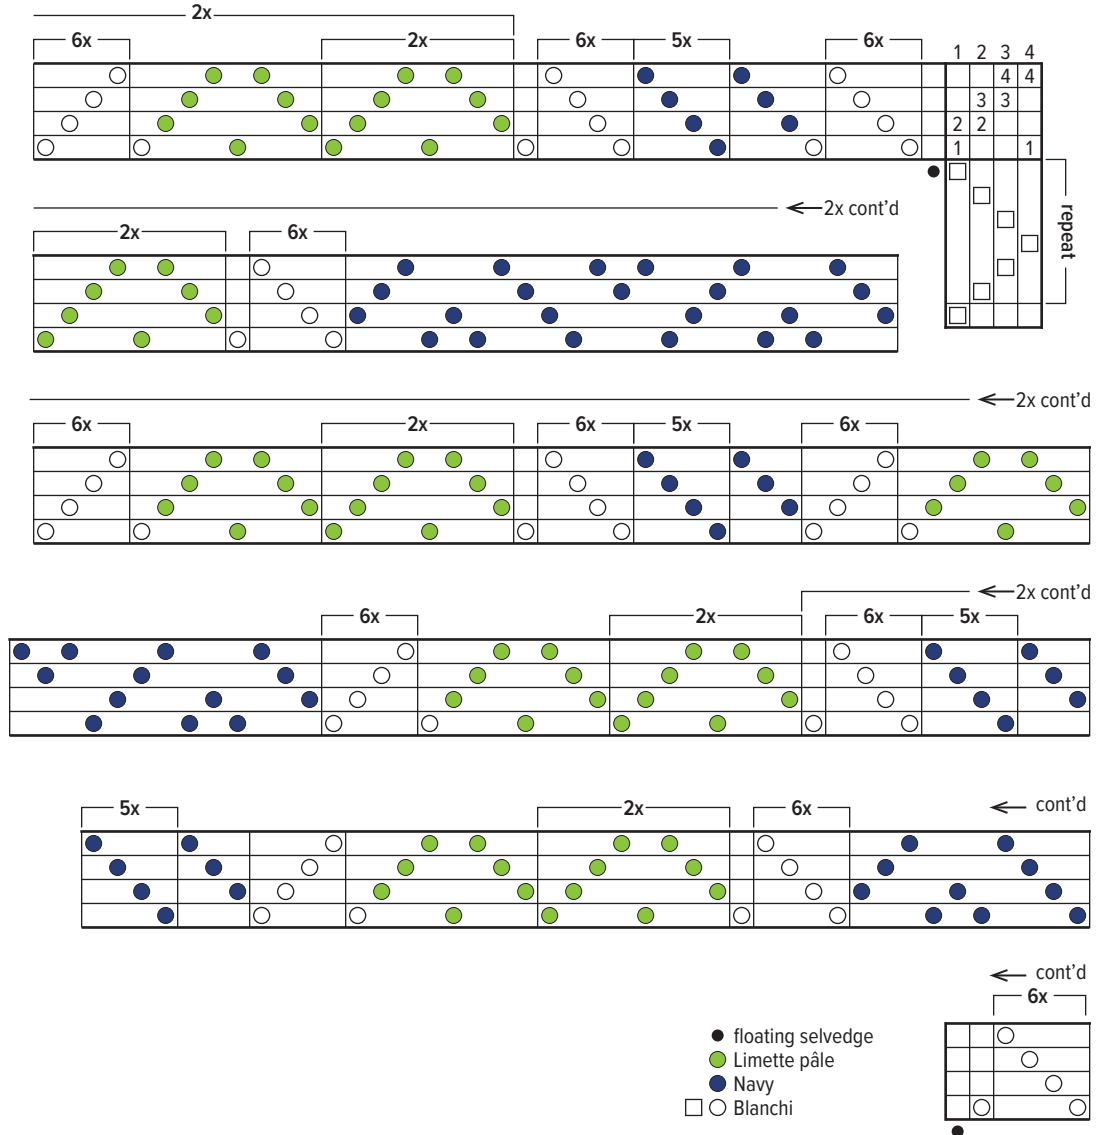 2x
6x 2x 6x 5x 6x
1 2 3 4
4 4
3 3
2 2
1 1
repeat
2x cont’d
2x 6x
2x cont’d
6x 2x 6x 5x 6x
2x cont’d
6x 2x 6x 5x
cont’d
5x 2x 6x
cont’d
6x
floating selvedge
Limette pâle
Navy
Blanchi